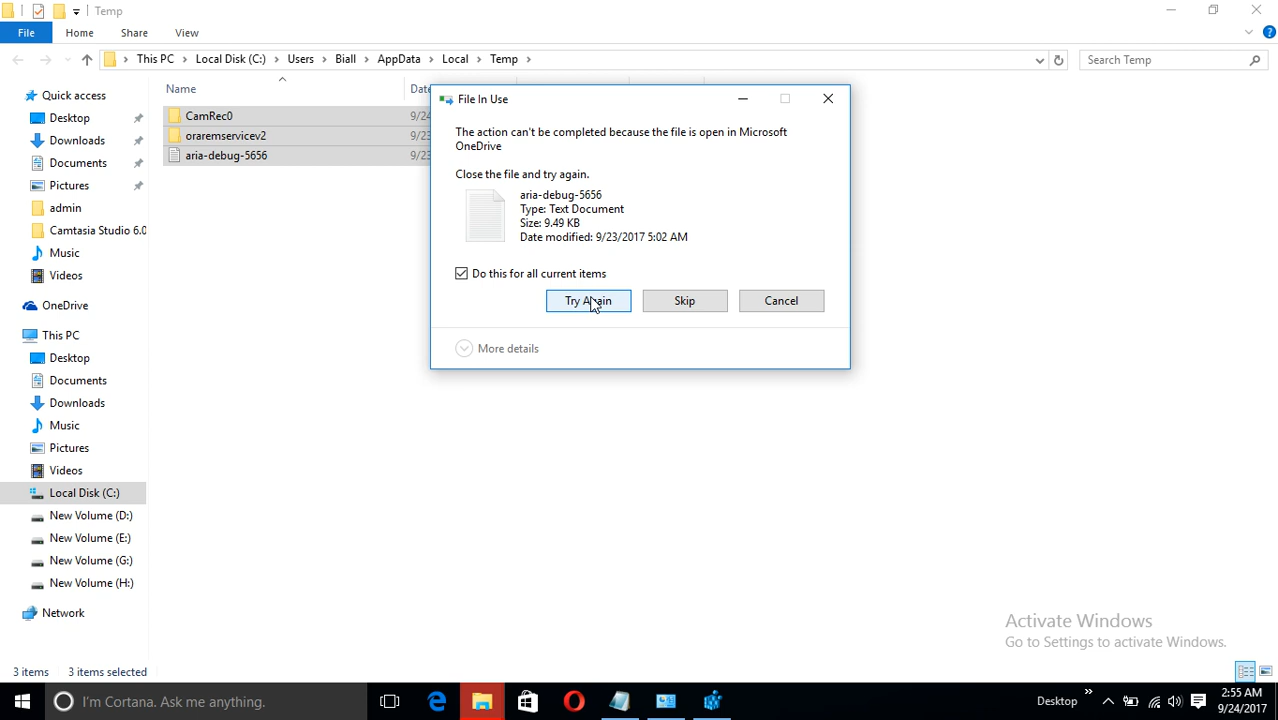 Temp
File Home Share View
This PC Local Disk (C:) Users Biall AppData Local Temp
Search Temp
Name
Date
Quick access
Desktop
Downloads
Documents
Pictures
admin
Camtasia Studio 6.0
Music
Videos
OneDrive
This PC
Desktop
Documents
Downloads
Music
Pictures
Videos
Local Disk (C:)
New Volume (D:)
New Volume (E:)
New Volume (G:)
New Volume (H:)
Network
CamRec0 9/24
oraremservicev2 9/23
aria-debug-5656 9/23
File In Use
The action can't be completed because the file is open in Microsoft
OneDrive
Close the file and try again.
aria-debug-5656
Type: Text Document
Size: 9.49 KB
Date modified: 9/23/2017 5:02 AM
Do this for all current items
Try Again Skip Cancel
More details
Activate Windows
Go to Settings to activate Windows.
3 items 3 items selected
I'm Cortana. Ask me anything.
Desktop
2:55 AM
9/24/2017